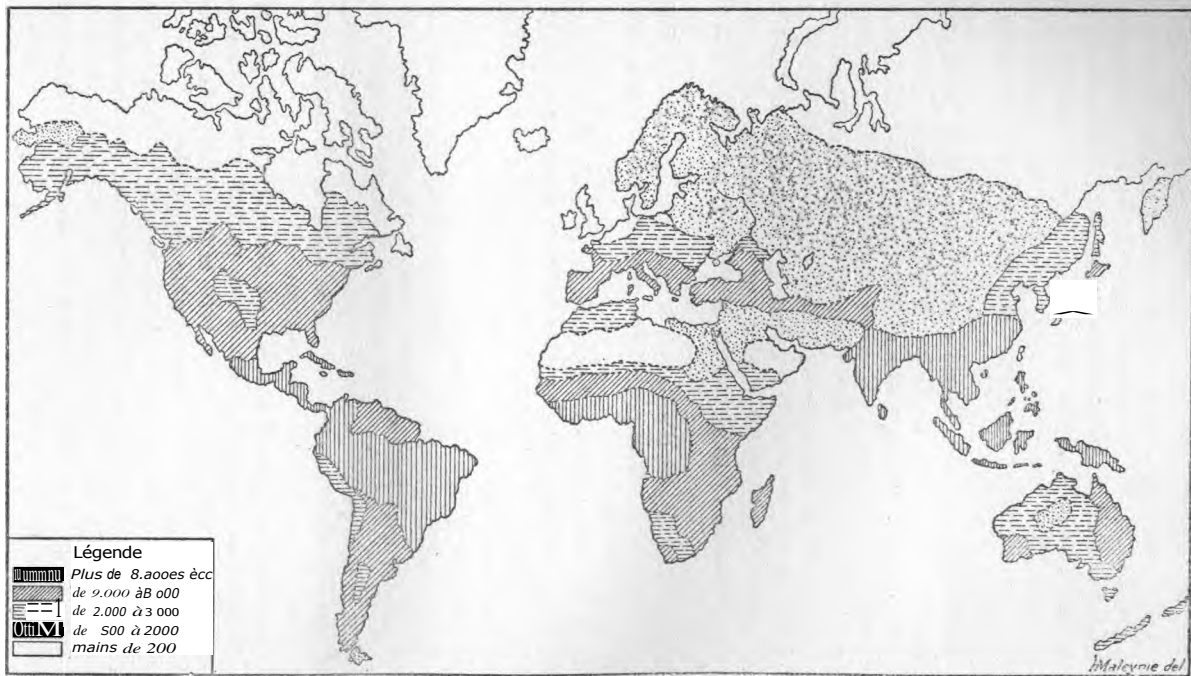 Légende
Plus de 8.aooes ècc
de 9.000 àB o00
de 2.000 à 3 000
de S00 à 2000
mains de 200
Malcyrie del